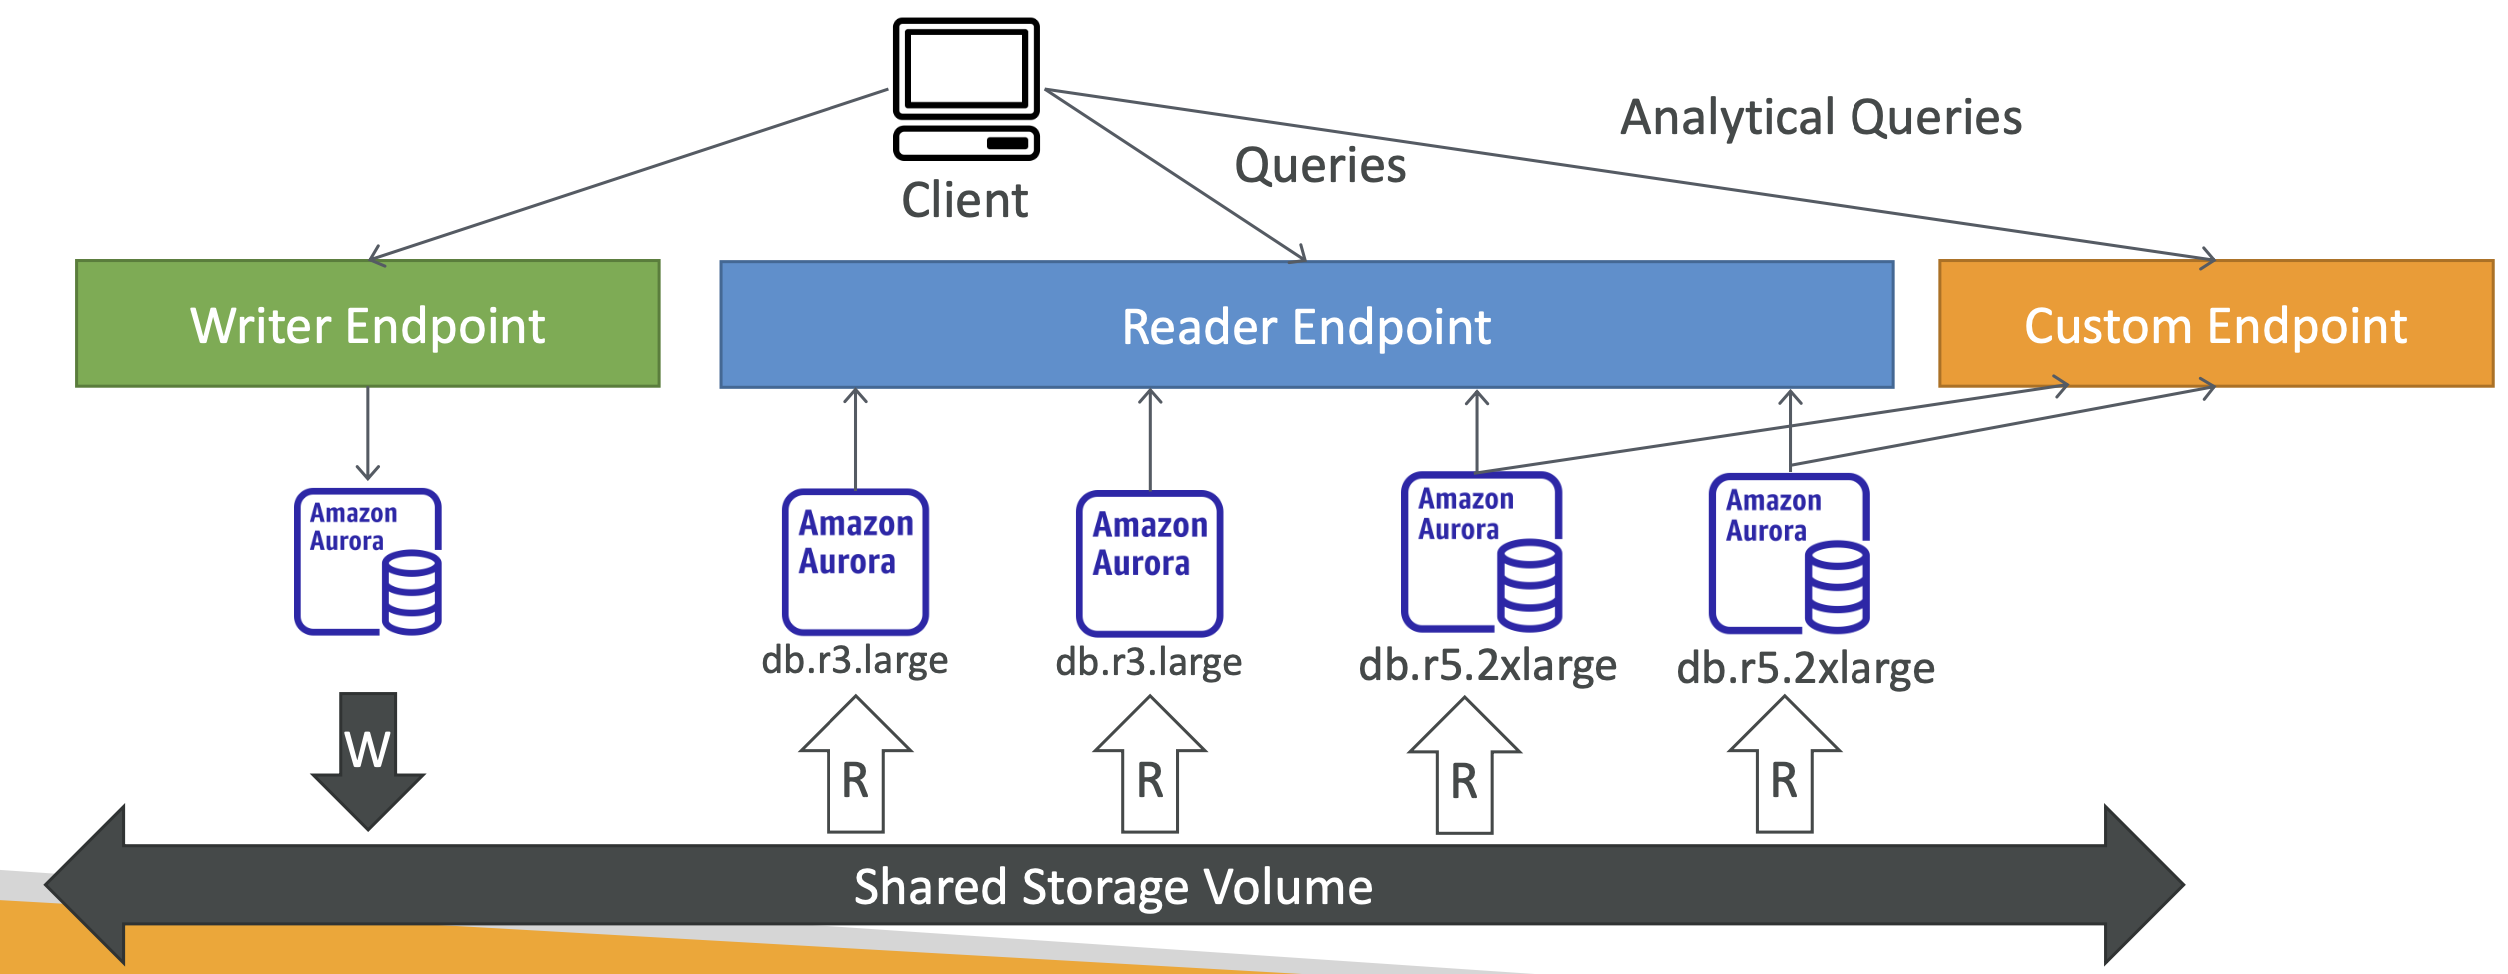 Analytical Queries
Queries
Client
Writer Endpoint
Reader Endpoint
Custom Endpoint
Amazon
Aurora
Amazon
Aurora
db.r3.large
Amazon
Aurora
db.r3.large
Amazon
Aurora
db.r5.2xlarge
Amazon
Aurora
db.r5.2xlarge
W
R
R
R
R
Shared Storage Volume